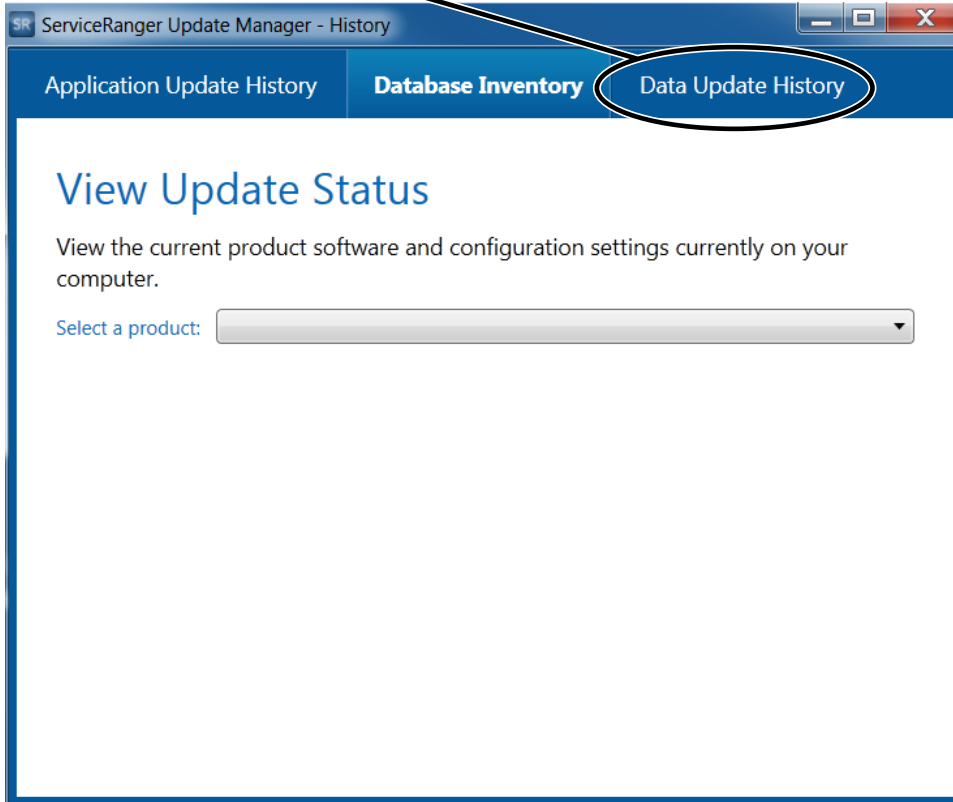 SR ServiceRanger Update Manager - History
Application Update History Database Inventory Data Update History
View Update Status
View the current product software and configuration settings currently on your
computer.
Select a product: